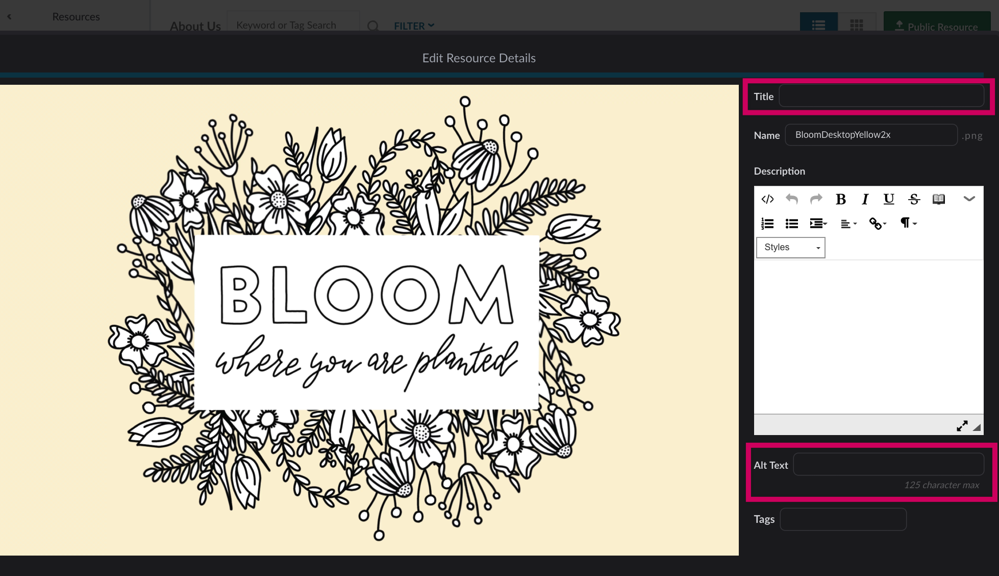 Resources
About Us
Keyword or Tag Search
FILTER
Public Resource
Edit Resource Details
Title
Name
BloomDesktopYellow2x
.png
Description
B I U S
Styles
BLOOM
where you are planted
Alt Text
125 character max
Tags